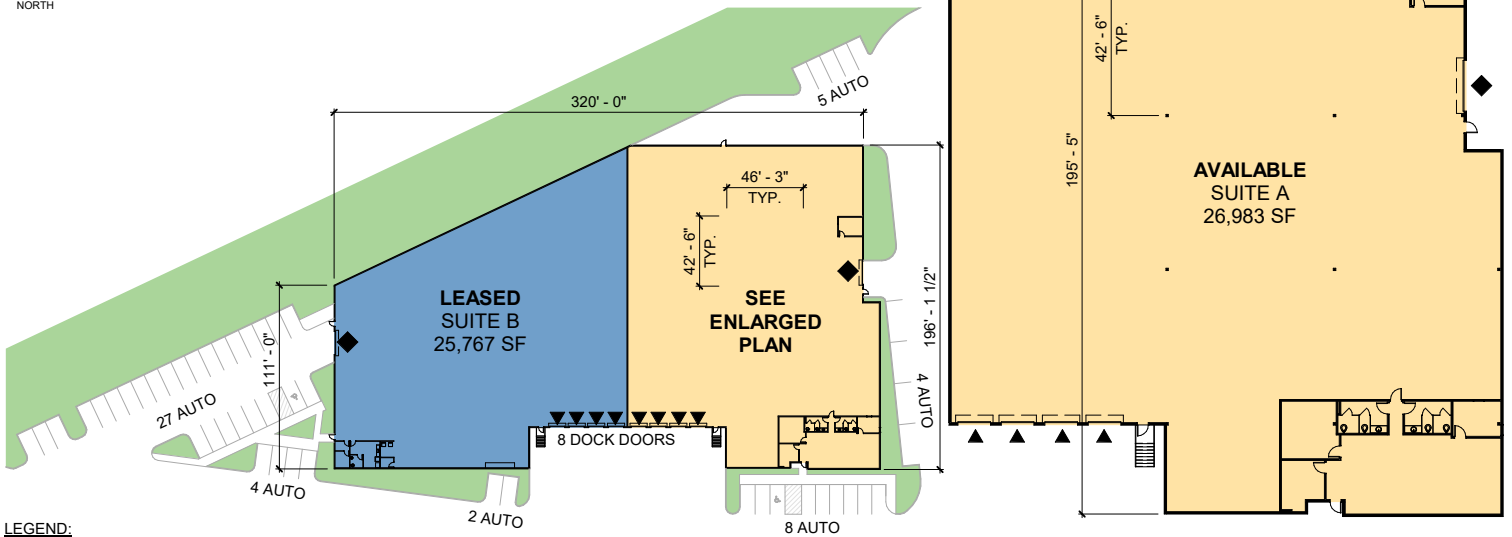 NORTH
5 AUTO
320' - 0"
46' - 3"
TYP.
42' - 6"
TYP.
LEASED
SUITE B
25,767 SF
SEE
ENLARGED
PLAN
111' - 0"
196' - 1 1/2"
27 AUTO
4 AUTO
8 DOCK DOORS
4 AUTO
2 AUTO
8 AUTO
LEGEND:
42' - 6"
TYP.
195' - 5"
AVAILABLE
SUITE A
26,983 SF